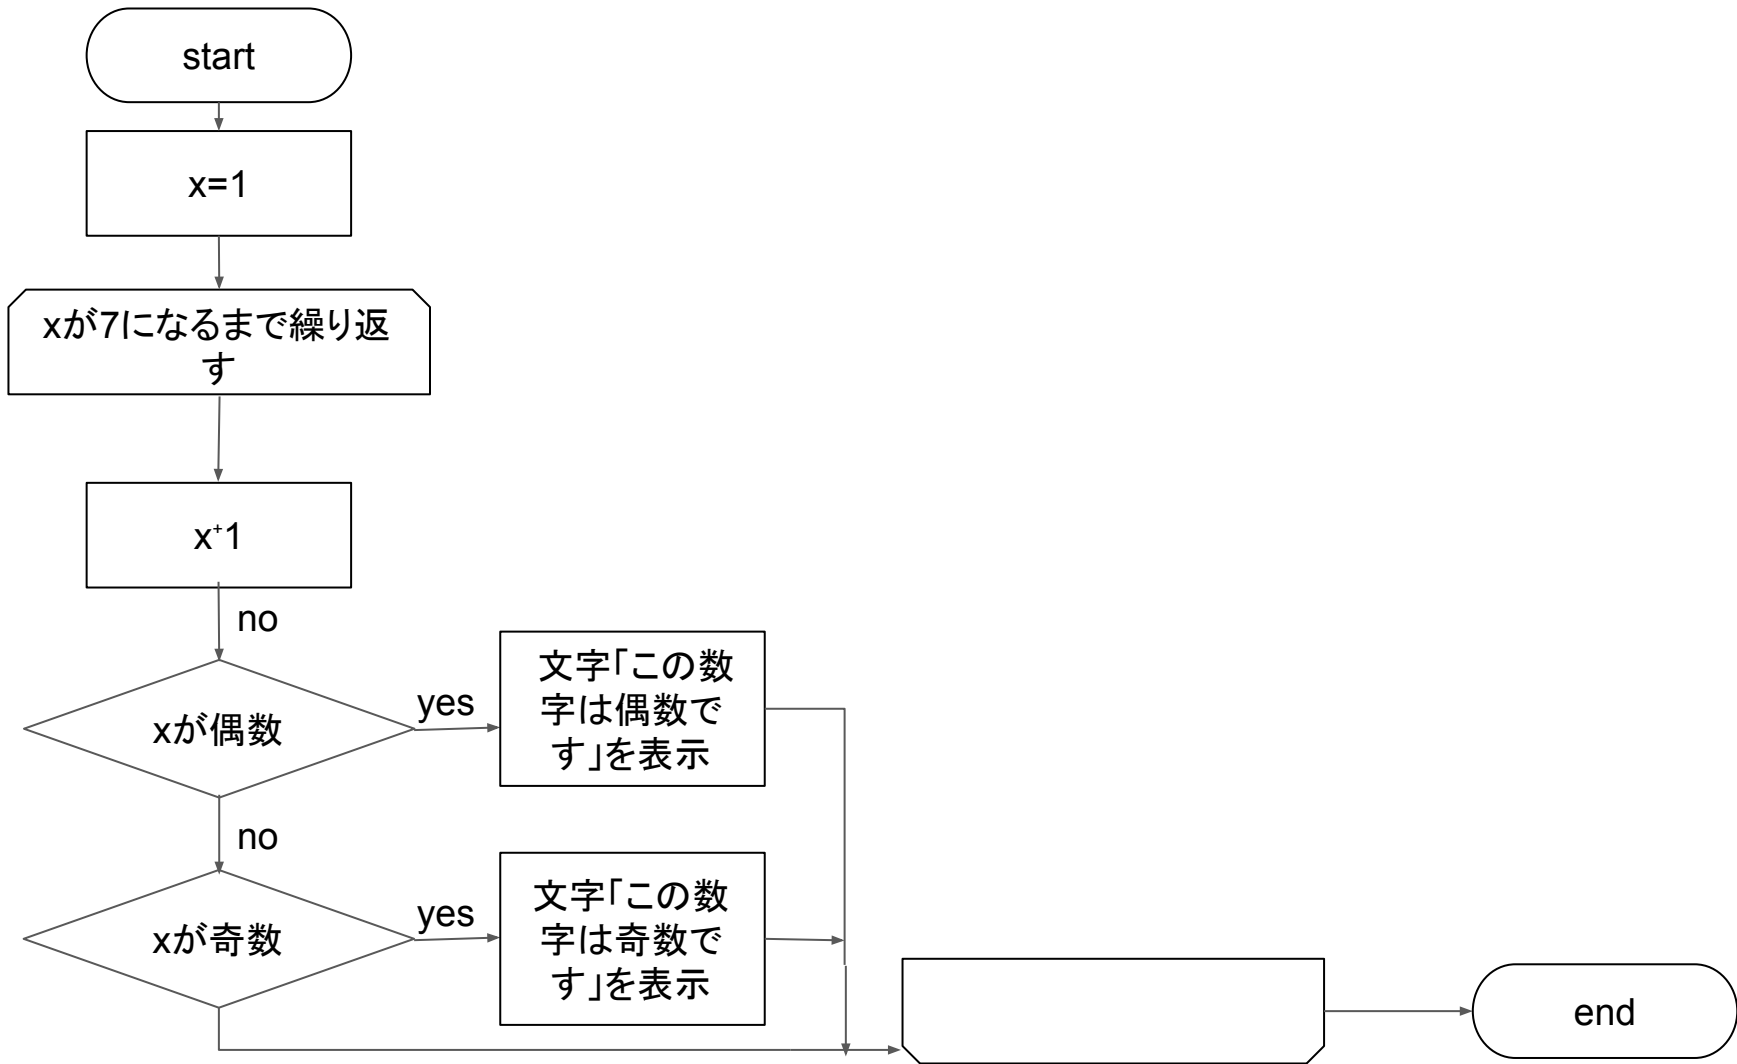 start
x=1
xが7になるまで繰り返
す
x+1
no
xが偶数
yes
文字「この数
字は偶数で
す」を表示
no
xが奇数
yes
文字「この数
字は奇数で
す」を表示
end